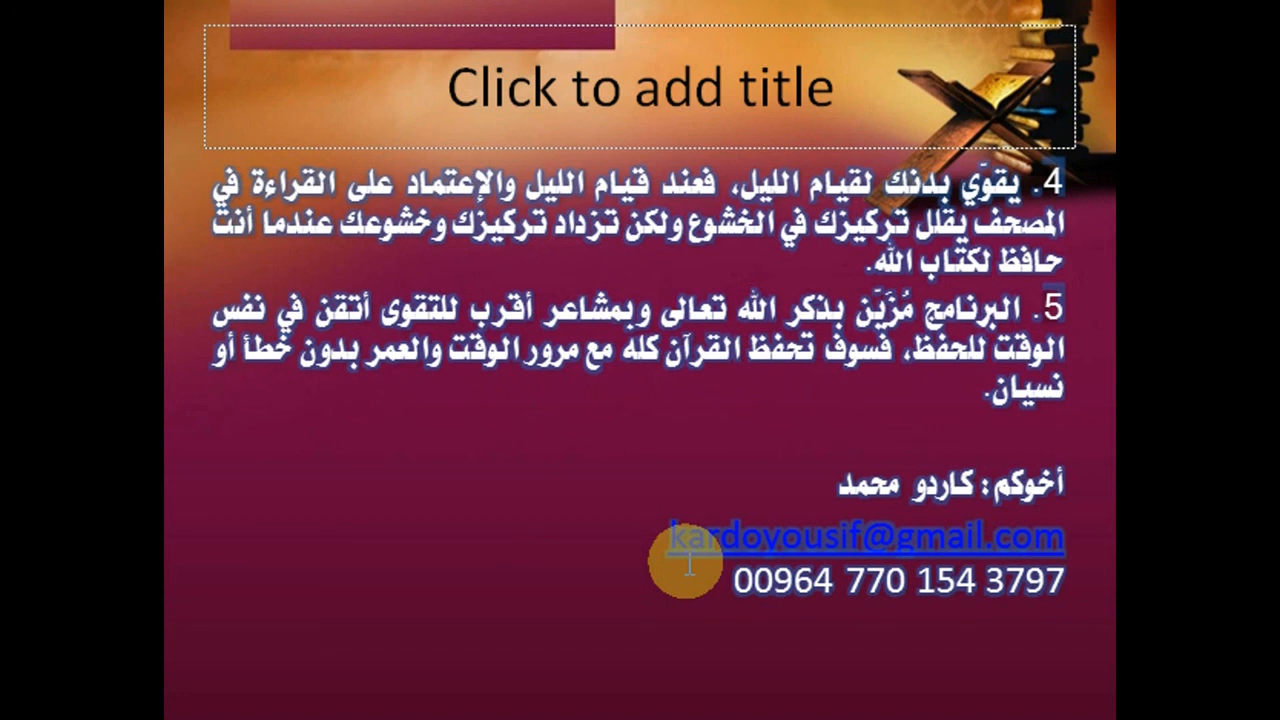 Click to add title
4. يقوّي بدنك لقيام الليل، فعند قيام الليل والإعتماد على القراءة في
المصحف يقلل تركيزك في الخشوع ولكن تزداد تركيزك وخشوعك عندما أنت
حافظ لكتاب الله.
5. البرنامج مُزَيّن بذكر الله تعالى وبمشاعر أقرب للتقوى أتقن في نفس
الوقت للحفظ، فسوف تحفظ القرآن كله مع مرور الوقت والعمر بدون خطأ أو
نسيان.
أخوكم: كاردو محمد
kardoyousif@gmail.com
00964 770 154 3797